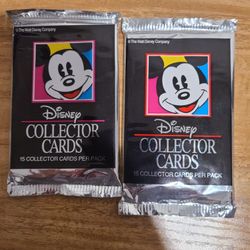 © The Walt Disney Company
Disney
COLLECTOR
CARDS
15 COLLECTOR CARDS PER PACK
© The Walt Disney Company
Disney
COLLECTOR
CARDS
15 COLLECTOR CARDS PER PACK